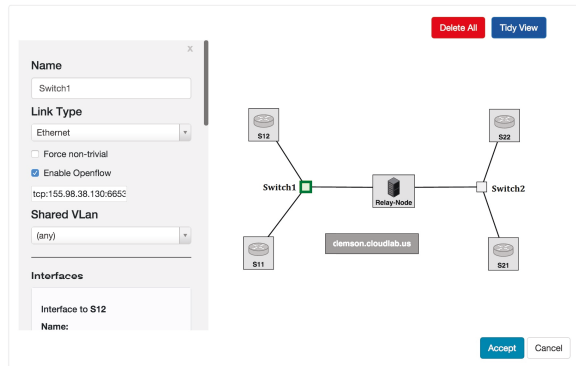 Delete All
Tidy View
x
Name
Switch1
Link Type
Ethernet
Force non-trivial
Enable Openflow
tcp:155.98.38.130:6653
Shared VLan
(any)
Interfaces
Interface to S12
Name:
S12
S22
Switch1
Relay-Node
Switch2
clemson.cloudlab.us
S11
S21
Accept
Cancel